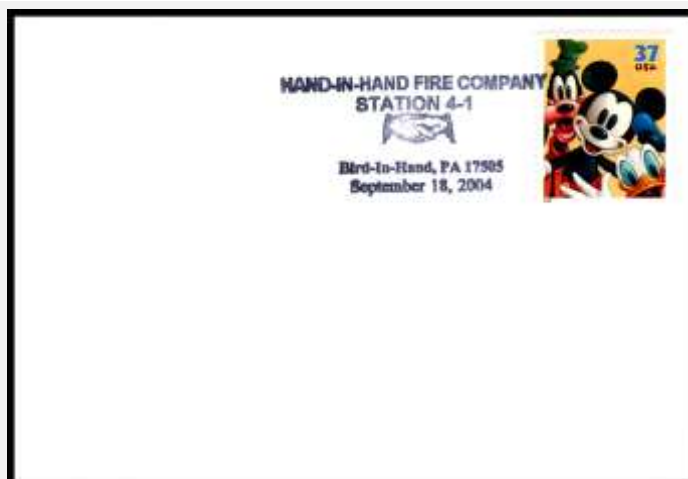 HAND-IN-HAND FIRE COMPANY
STATION 4-1
Bird-In-Hand, PA 17505
September 18, 2004
37
USA